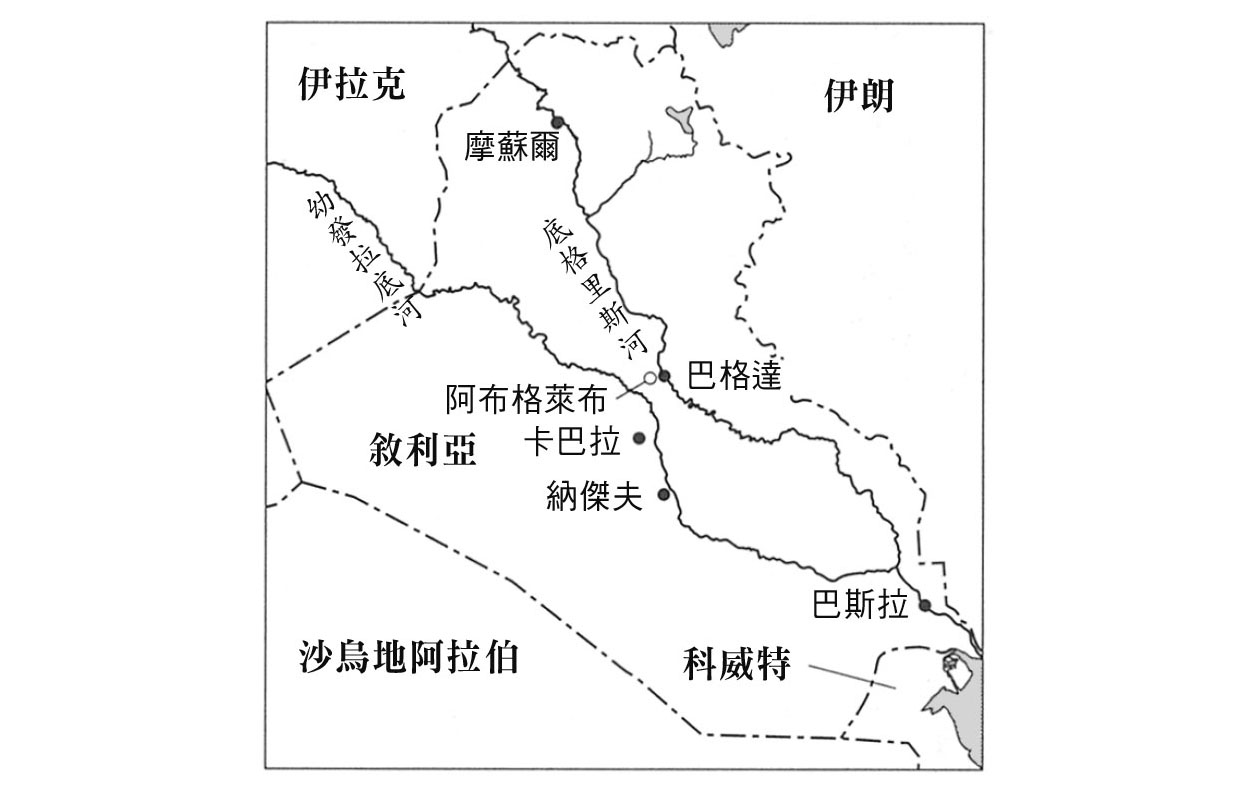 伊拉克
伊朗
摩蘇爾
幼發拉底河
底格里斯河
巴格達
阿布格萊布
卡巴拉
敘利亞
納傑夫
巴斯拉
沙烏地阿拉伯
科威特